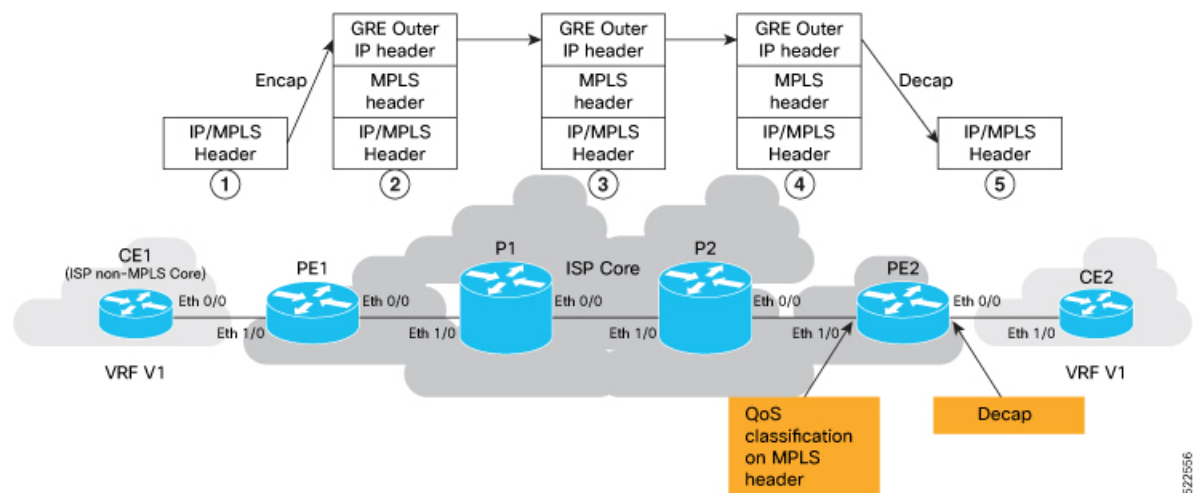 GRE Outer
IP header
GRE Outer
IP header
GRE Outer
IP header
Encap
MPLS
header
MPLS
header
MPLS
header
Decap
IP/MPLS
Header
IP/MPLS
Header
IP/MPLS
Header
IP/MPLS
Header
IP/MPLS
Header
1
2
3
4
5
CE1
(ISP non-MPLS Core)
PE1
P1
ISP Core
P2
PE2
CE2
Eth 0/0
Eth 1/0
Eth 0/0
Eth 1/0
Eth 0/0
Eth 1/0
Eth 0/0
Eth 1/0
Eth 0/0
Eth 1/0
VRF V1
VRF V1
QoS
classification
on MPLS
header
Decap
522556